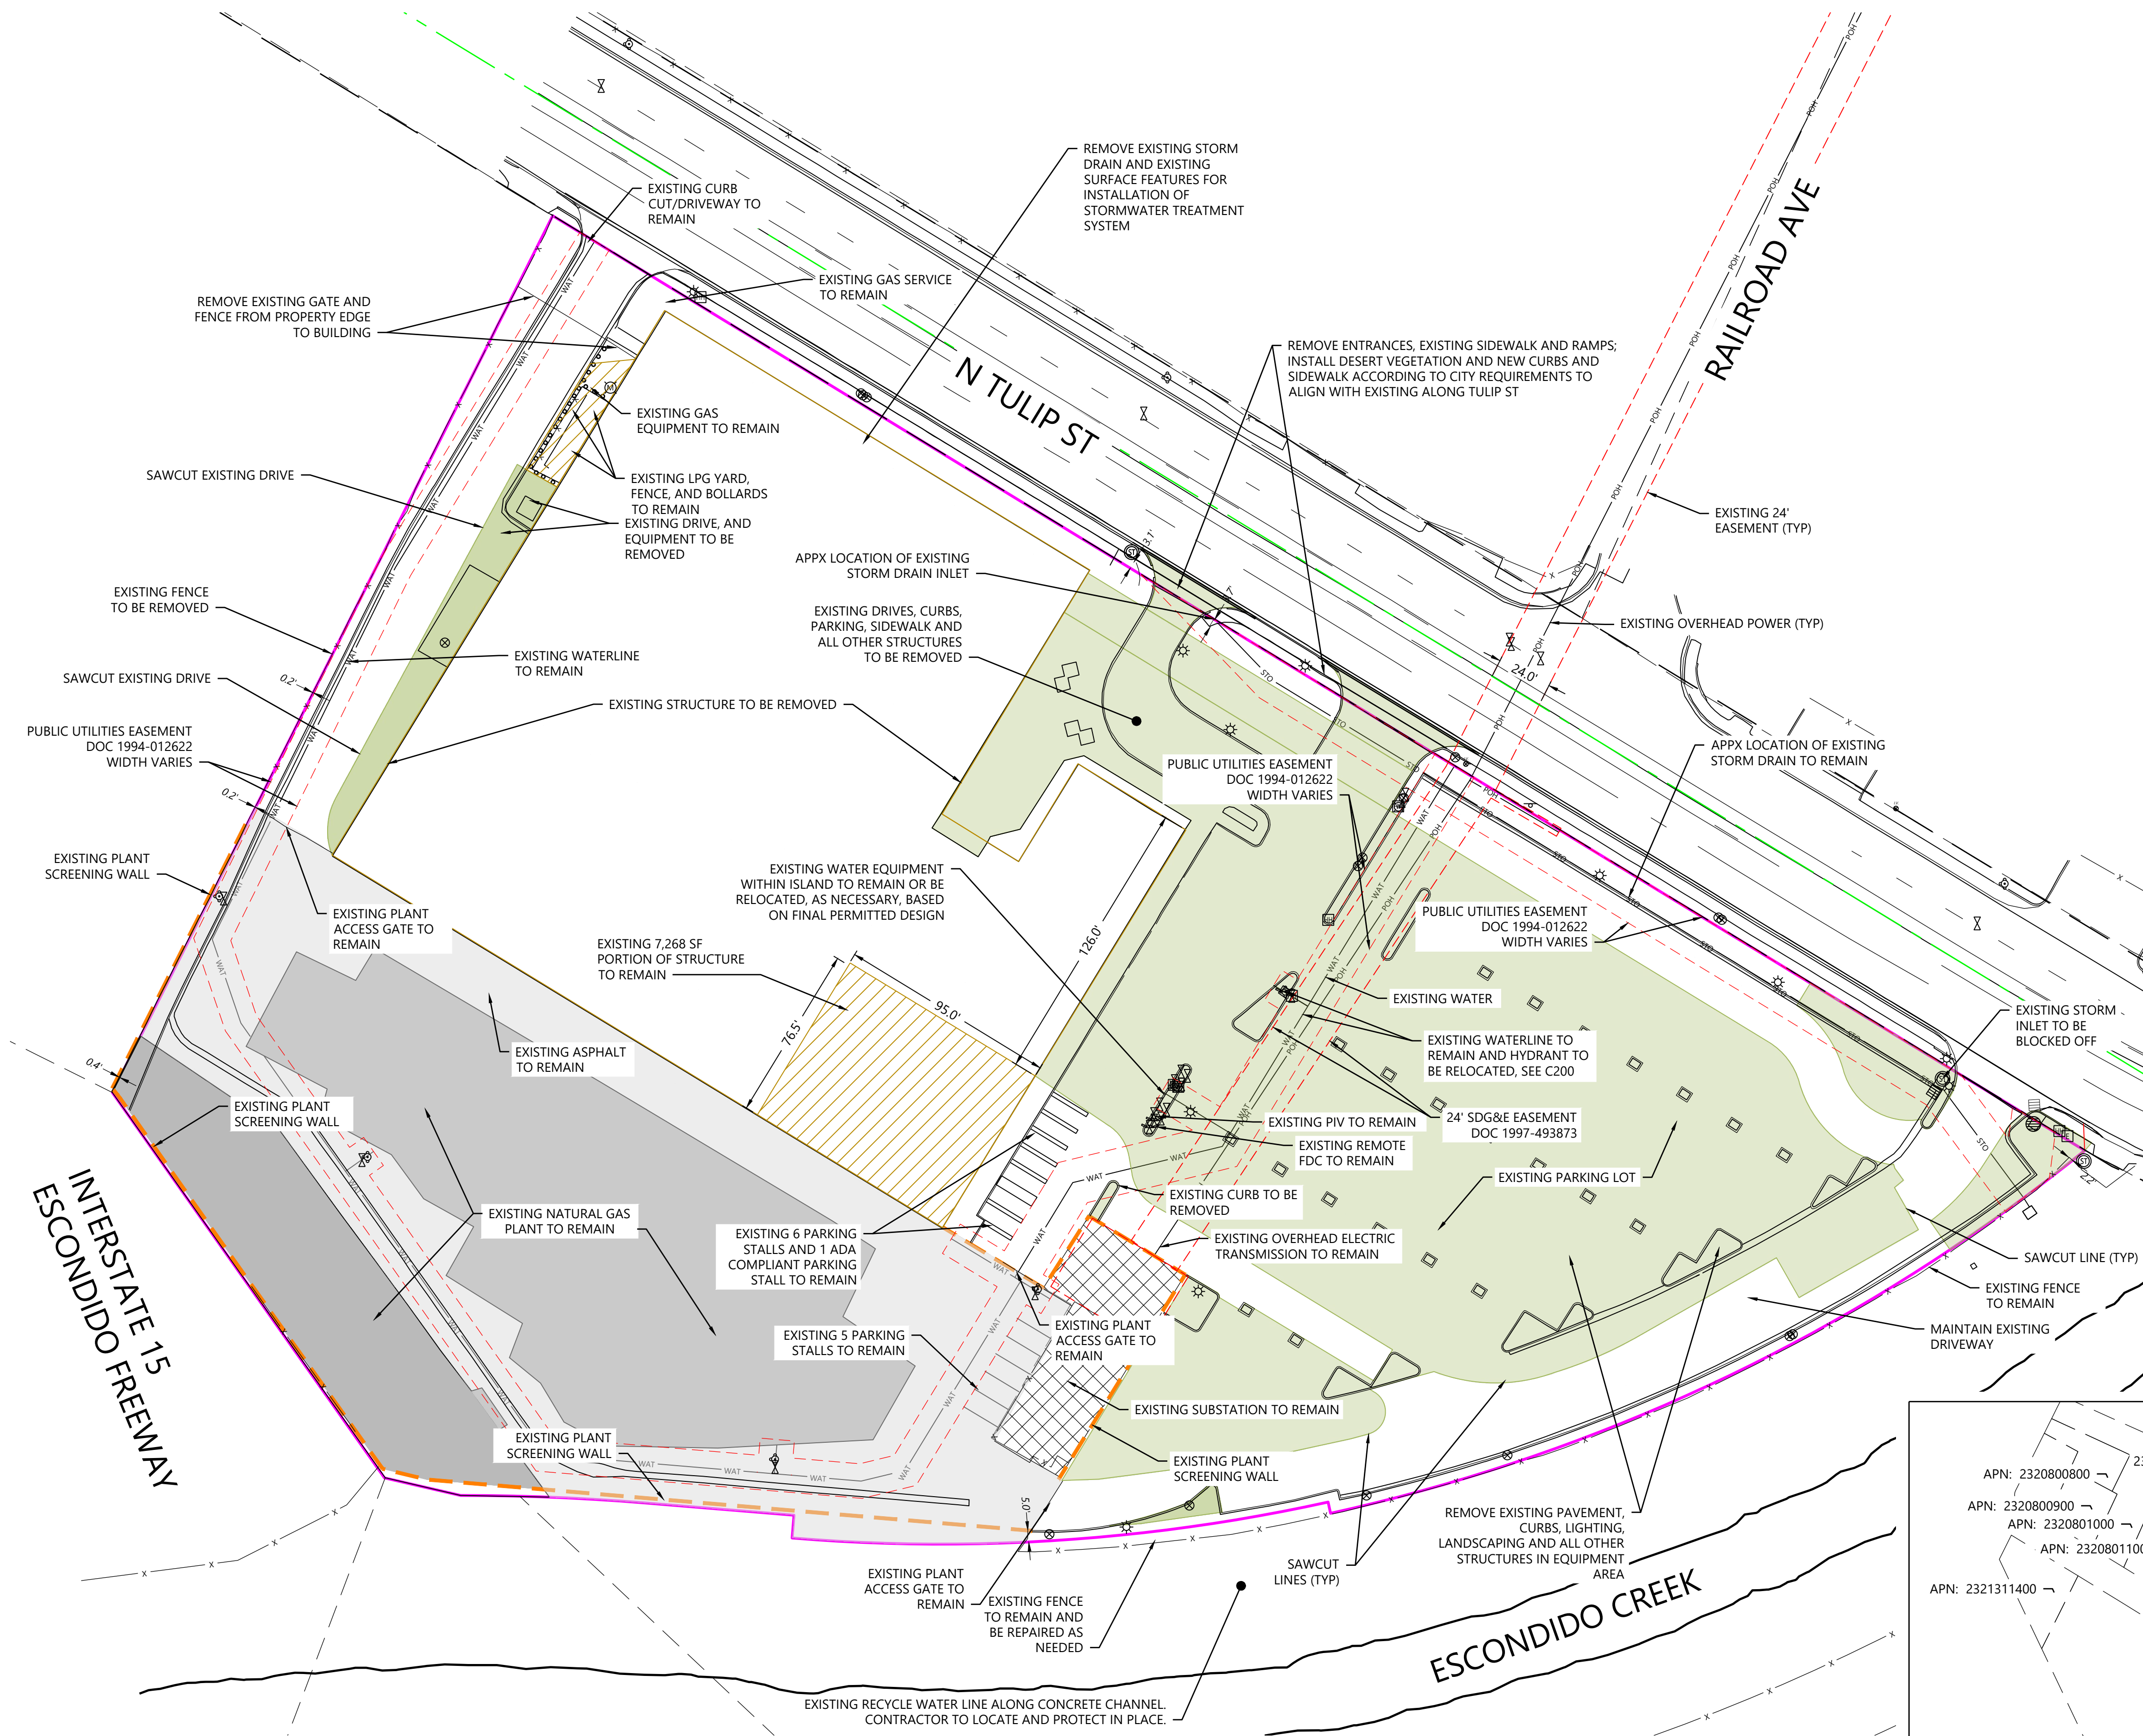 REMOVE EXISTING STORM
DRAIN AND EXISTING
SURFACE FEATURES FOR
INSTALLATION OF
STORMWATER TREATMENT
SYSTEM
EXISTING CURB
CUT/DRIVEWAY TO
REMAIN
EXISTING GAS SERVICE
TO REMAIN
REMOVE EXISTING GATE AND
FENCE FROM PROPERTY EDGE
TO BUILDING
N TULIP ST
RAILROAD AVE
REMOVE ENTRANCES, EXISTING SIDEWALK AND RAMPS;
INSTALL DESERT VEGETATION AND NEW CURBS AND
SIDEWALK ACCORDING TO CITY REQUIREMENTS TO
ALIGN WITH EXISTING ALONG TULIP ST
EXISTING GAS
EQUIPMENT TO REMAIN
SAWCUT EXISTING DRIVE
EXISTING LPG YARD,
FENCE, AND BOLLARDS
TO REMAIN
EXISTING DRIVE, AND
EQUIPMENT TO BE
REMOVED
EXISTING 24'
EASEMENT (TYP)
APPX LOCATION OF EXISTING
STORM DRAIN INLET
3.1'
EXISTING FENCE
TO BE REMOVED
EXISTING DRIVES, CURBS,
PARKING, SIDEWALK AND
ALL OTHER STRUCTURES
TO BE REMOVED
EXISTING OVERHEAD POWER (TYP)
24.0'
EXISTING WATERLINE
TO REMAIN
SAWCUT EXISTING DRIVE
0.2'
EXISTING STRUCTURE TO BE REMOVED
PUBLIC UTILITIES EASEMENT
DOC 1994-012622
WIDTH VARIES
APPX LOCATION OF EXISTING
STORM DRAIN TO REMAIN
PUBLIC UTILITIES EASEMENT
DOC 1994-012622
WIDTH VARIES
0.2'
EXISTING PLANT
SCREENING WALL
EXISTING WATER EQUIPMENT
WITHIN ISLAND TO REMAIN OR BE
RELOCATED, AS NECESSARY, BASED
ON FINAL PERMITTED DESIGN
EXISTING PLANT
ACCESS GATE TO
REMAIN
PUBLIC UTILITIES EASEMENT
DOC 1994-012622
WIDTH VARIES
EXISTING 7,268 SF
PORTION OF STRUCTURE
TO REMAIN
126.0'
95.0'
76.5'
EXISTING WATER
EXISTING STORM
INLET TO BE
BLOCKED OFF
EXISTING WATERLINE TO
REMAIN AND HYDRANT TO
BE RELOCATED, SEE C200
EXISTING ASPHALT
TO REMAIN
0.4'
EXISTING PLANT
SCREENING WALL
EXISTING PIV TO REMAIN
24' SDG&E EASEMENT
DOC 1997-493873
EXISTING REMOTE
FDC TO REMAIN
EXISTING PARKING LOT
2.2'
INTERSTATE 15
ESCONDIDO FREEWAY
EXISTING CURB TO BE
REMOVED
EXISTING NATURAL GAS
PLANT TO REMAIN
EXISTING 6 PARKING
STALLS AND 1 ADA
COMPLIANT PARKING
STALL TO REMAIN
EXISTING OVERHEAD ELECTRIC
TRANSMISSION TO REMAIN
SAWCUT LINE (TYP)
EXISTING FENCE
TO REMAIN
MAINTAIN EXISTING
DRIVEWAY
EXISTING 5 PARKING
STALLS TO REMAIN
EXISTING PLANT
ACCESS GATE TO
REMAIN
EXISTING SUBSTATION TO REMAIN
EXISTING PLANT
SCREENING WALL
EXISTING PLANT
SCREENING WALL
5.0'
APN: 2320800800
APN: 2320800900
APN: 2320801000
APN: 232080110
APN: 2321311400
REMOVE EXISTING PAVEMENT,
CURBS, LIGHTING,
LANDSCAPING AND ALL OTHER
STRUCTURES IN EQUIPMENT
AREA
SAWCUT
LINES (TYP)
EXISTING PLANT
ACCESS GATE TO
REMAIN
EXISTING FENCE
TO REMAIN AND
BE REPAIRED AS
NEEDED
ESCONDIDO CREEK
EXISTING RECYCLE WATER LINE ALONG CONCRETE CHANNEL.
CONTRACTOR TO LOCATE AND PROTECT IN PLACE.